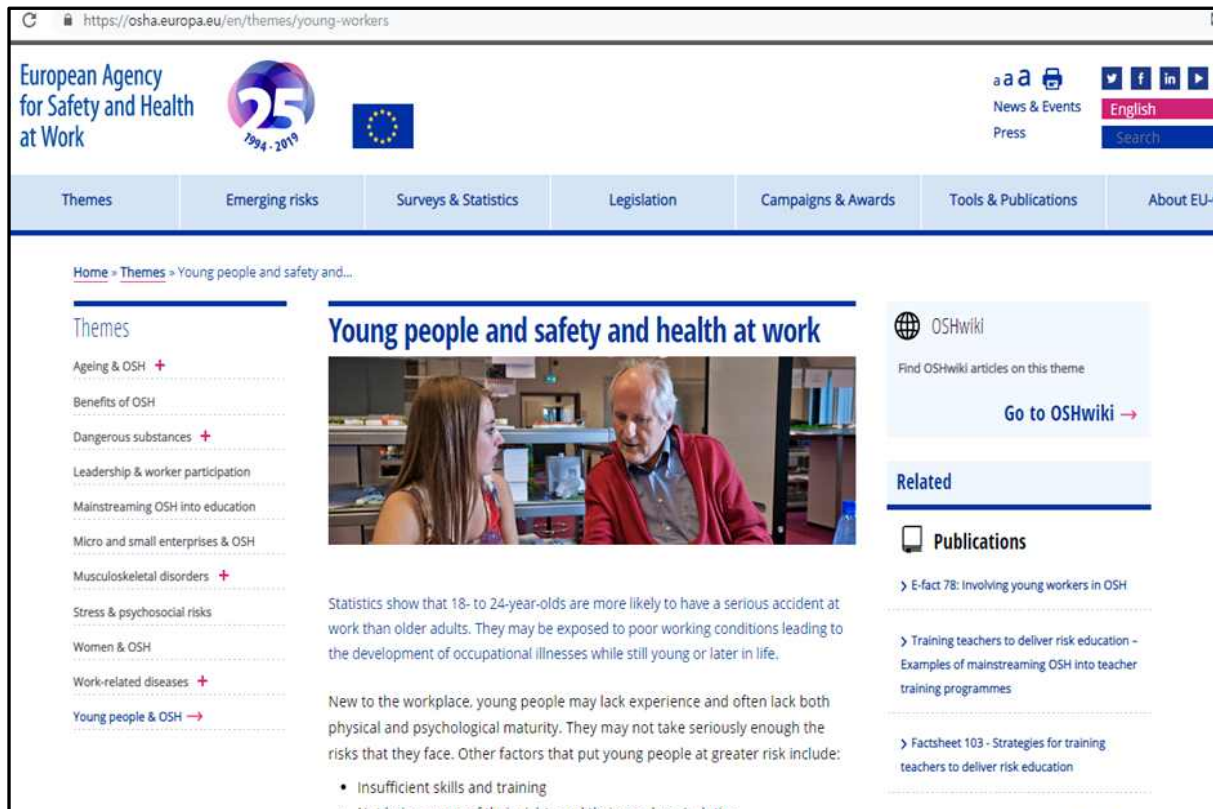 https://osha.europa.eu/en/themes/young-workers
European Agency
for Safety and Health
at Work
25
1994 - 2019
aaa
News & Events
Press
English
Search
Themes
Emerging risks
Surveys & Statistics
Legislation
Campaigns & Awards
Tools & Publications
About EU-
Home » Themes » Young people and safety and...
Themes
Ageing & OSH +
Benefits of OSH
Dangerous substances +
Leadership & worker participation
Mainstreaming OSH into education
Micro and small enterprises & OSH
Musculoskeletal disorders +
Stress & psychosocial risks
Women & OSH
Work-related diseases +
Young people & OSH →
Young people and safety and health at work
Statistics show that 18- to 24-year-olds are more likely to have a serious accident at
work than older adults. They may be exposed to poor working conditions leading to
the development of occupational illnesses while still young or later in life.
New to the workplace, young people may lack experience and often lack both
physical and psychological maturity. They may not take seriously enough the
risks that they face. Other factors that put young people at greater risk include:
• Insufficient skills and training
OSHwiki
Find OSHwiki articles on this theme
Go to OSHwiki →
Related
Publications
> E-fact 78: Involving young workers in OSH
> Training teachers to deliver risk education –
Examples of mainstreaming OSH into teacher
training programmes
> Factsheet 103 - Strategies for training
teachers to deliver risk education